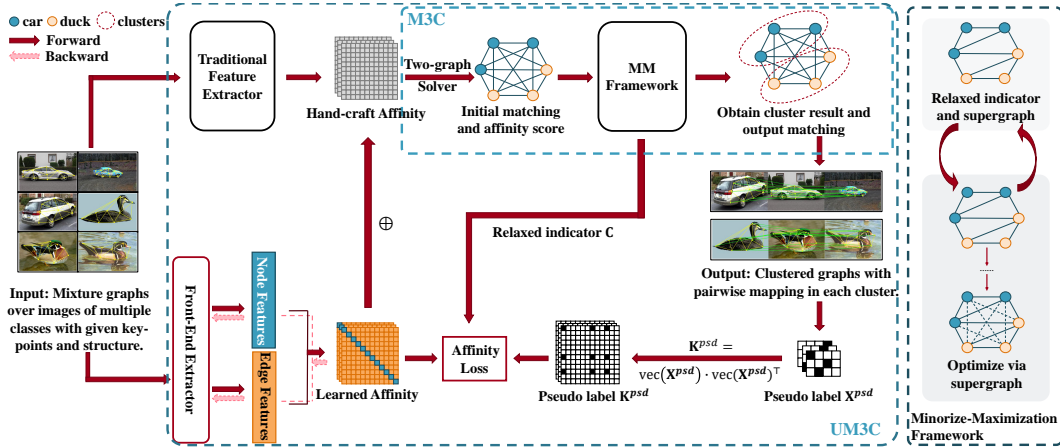 car duck clusters
Forward
Backward
Input: Mixture graphs
over images of multiple
classes with given key-
points and structure.
Traditional
Feature
Extractor
Hand-craft Affinity
M3C
Two-graph
Solver
Initial matching
and affinity score
MM
Framework
Obtain cluster result and
output matching
Relaxed indicator C
Output: Clustered graphs with
pairwise mapping in each cluster.
⊕
Front-End Extractor
Node Features
Edge Features
Learned Affinity
Affinity
Loss
Pseudo label K^psd
K^psd =
vec(X^psd) · vec(X^psd)^⊤
Pseudo label X^psd
UM3C
Relaxed indicator
and supergraph
......
Optimize via
supergraph
Minorize-Maximization
Framework